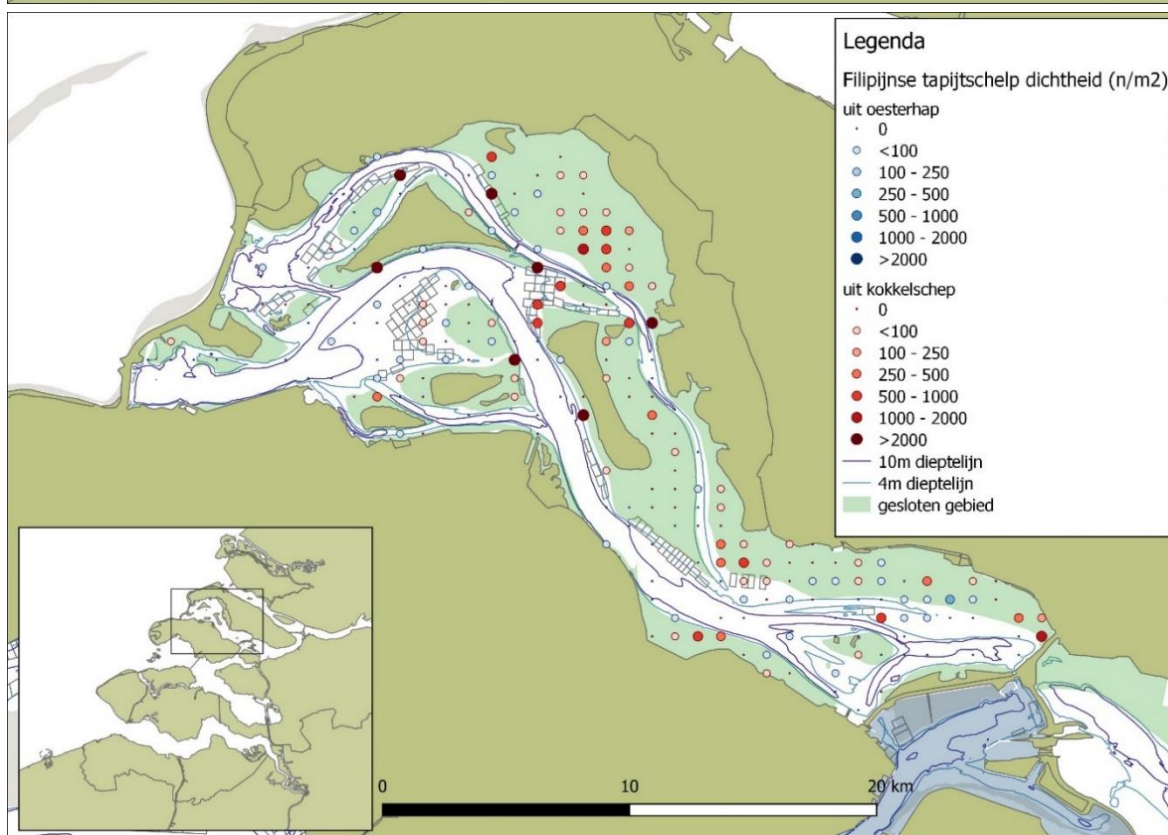 Legenda
Filipijnse tapijtschelp dichtheid (n/m2)
uit oesterhap
0
<100
100 - 250
250 - 500
500 - 1000
1000 - 2000
>2000
uit kokkelschep
0
<100
100 - 250
250 - 500
500 - 1000
1000 - 2000
>2000
10m dieptelijn
4m dieptelijn
gesloten gebied
0
10
20 km